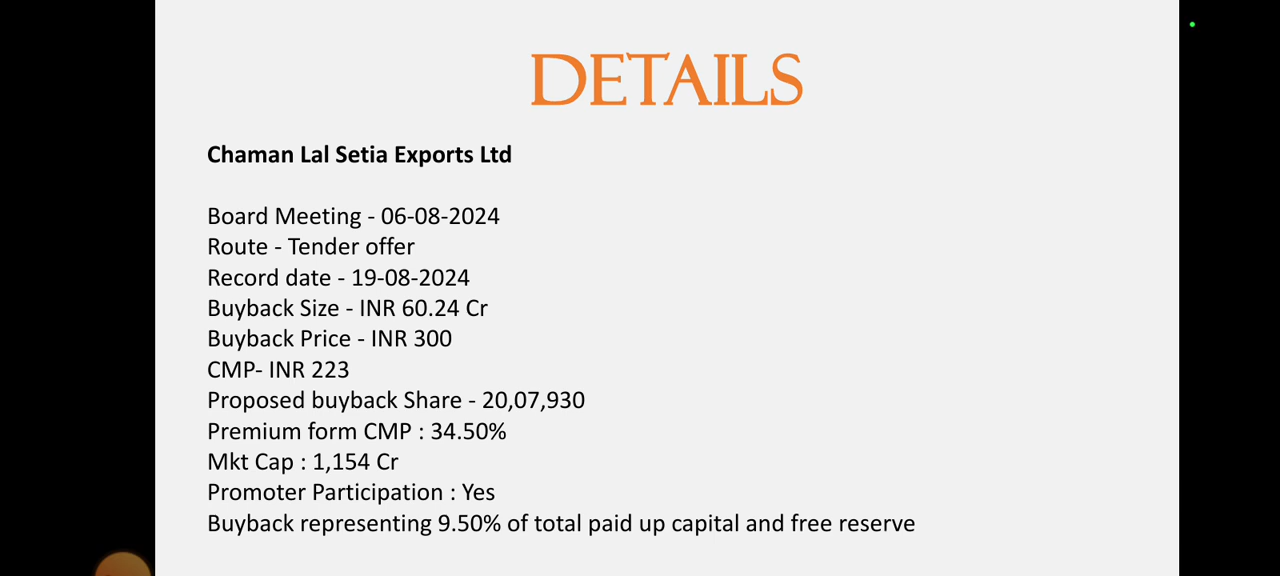 DETAILS
Chaman Lal Setia Exports Ltd
Board Meeting - 06-08-2024
Route - Tender offer
Record date - 19-08-2024
Buyback Size - INR 60.24 Cr
Buyback Price - INR 300
CMP- INR 223
Proposed buyback Share - 20,07,930
Premium form CMP : 34.50%
Mkt Cap : 1,154 Cr
Promoter Participation : Yes
Buyback representing 9.50% of total paid up capital and free reserve